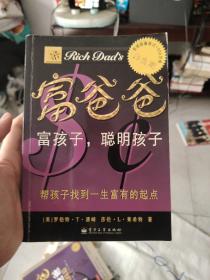 Rich Dad's
富爸爸
富孩子，聪明孩子
帮孩子找到一生富有的起点
[美]罗伯特·T·清崎 莎伦·L·莱希特 著
电子工业出版社